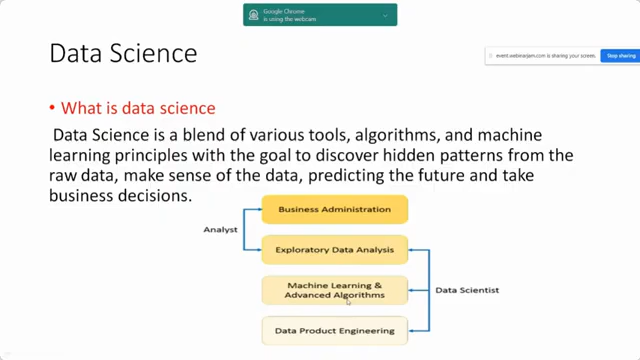 Google Chrome
is using the webcam
Data Science
event.webinarjam.com is sharing your screen.
Stop sharing
• What is data science
Data Science is a blend of various tools, algorithms, and machine
learning principles with the goal to discover hidden patterns from the
raw data, make sense of the data, predicting the future and take
business decisions.
Business Administration
Analyst
Exploratory Data Analysis
Machine Learning &
Advanced Algorithms
Data Scientist
Data Product Engineering